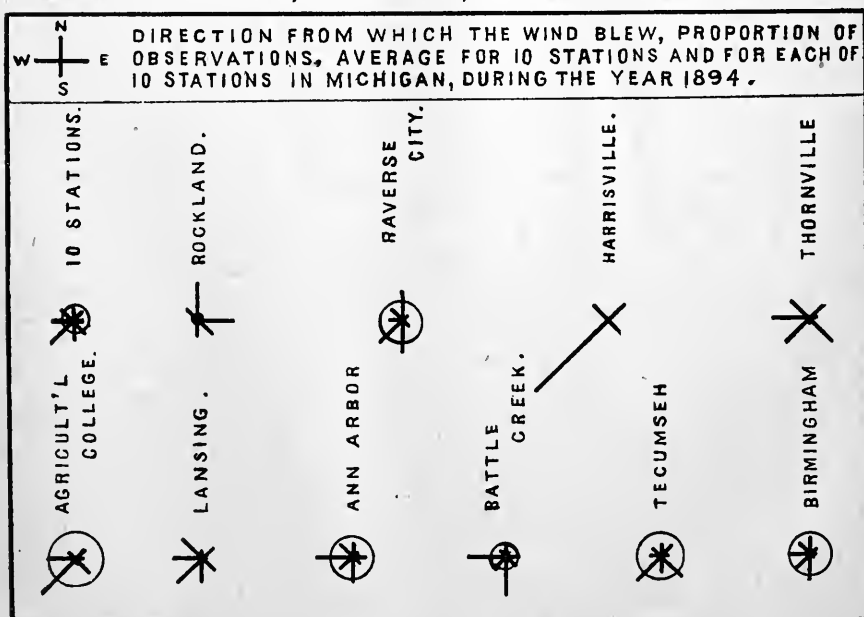 N
W E
S
DIRECTION FROM WHICH THE WIND BLEW, PROPORTION OF
OBSERVATIONS, AVERAGE FOR 10 STATIONS AND FOR EACH OF
10 STATIONS IN MICHIGAN, DURING THE YEAR 1894.
10 STATIONS.
ROCKLAND.
RAVERSE
CITY.
HARRISVILLE.
THORNVILLE
AGRICULT'L
COLLEGE.
LANSING.
ANN ARBOR
BATTLE
CREEK.
TECUMSEH
BIRMINGHAM